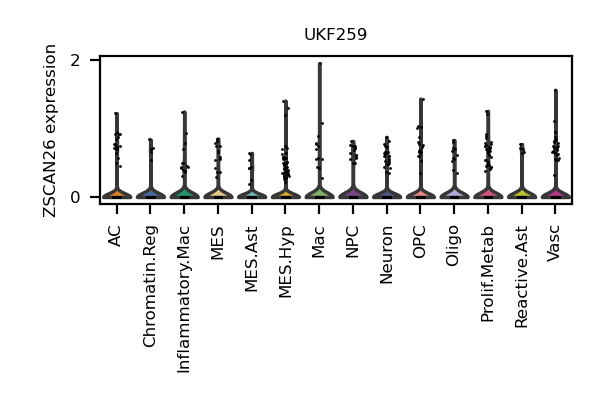 UKF259
ZSCAN26 expression
2
0
AC
Chromatin.Reg
Inflammatory.Mac
MES
MES.Ast
MES.Hyp
Mac
NPC
Neuron
OPC
Oligo
Prolif.Metab
Reactive.Ast
Vasc